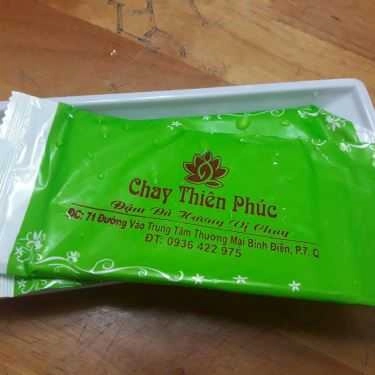 Chay Thiên Phúc
Đậm Đà Hương Vị Chay
ĐC: 71 Đường Vào Trung Tâm Thương Mại Bình Điền, P.7. Q
ĐT: 0936 422 975